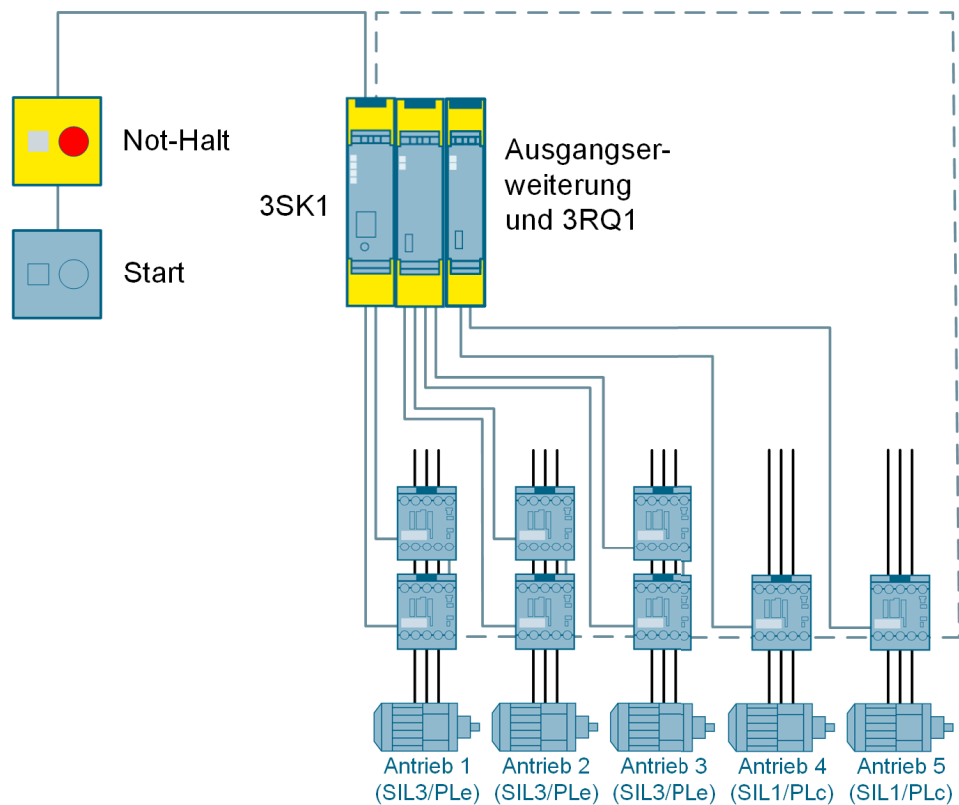 Not-Halt
Start
3SK1
Ausgangser-
weiterung
und 3RQ1
Antrieb 1
(SIL3/PLe)
Antrieb 2
(SIL3/PLe)
Antrieb 3
(SIL3/PLe)
Antrieb 4
(SIL1/PLc)
Antrieb 5
(SIL1/PLc)